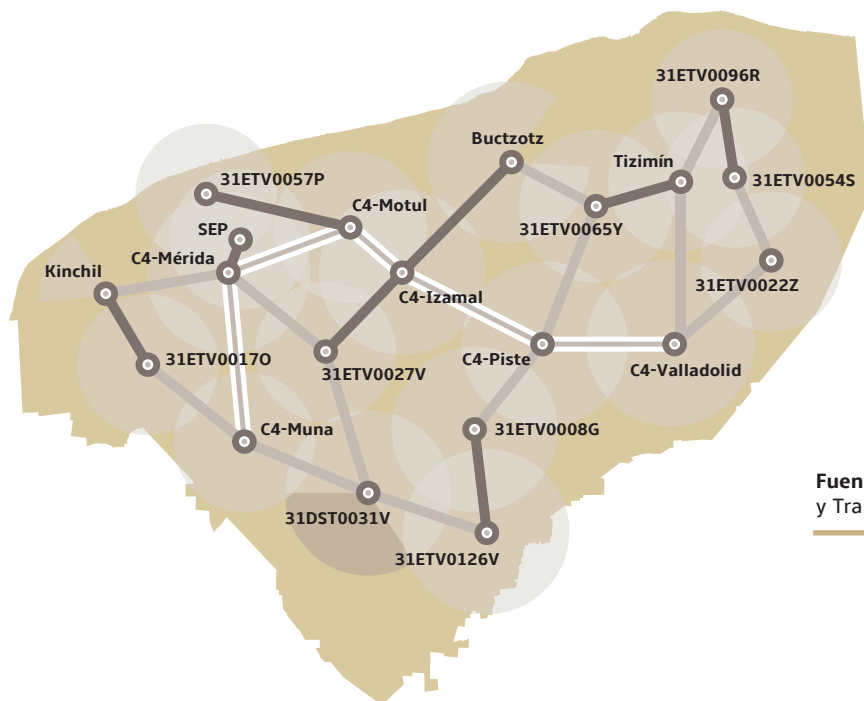 31ETV0096R
Buctzotz
Tizimín
31ETV0057P
31ETV0054S
C4-Motul
SEP
31ETV0065Y
Kinchil
C4-Mérida
C4-Izamal
31ETV0022Z
31ETV0017O
31ETV0027V
C4-Piste
C4-Valladolid
C4-Muna
31ETV0008G
31DST0031V
31ETV0126V
Fuen
y Tra